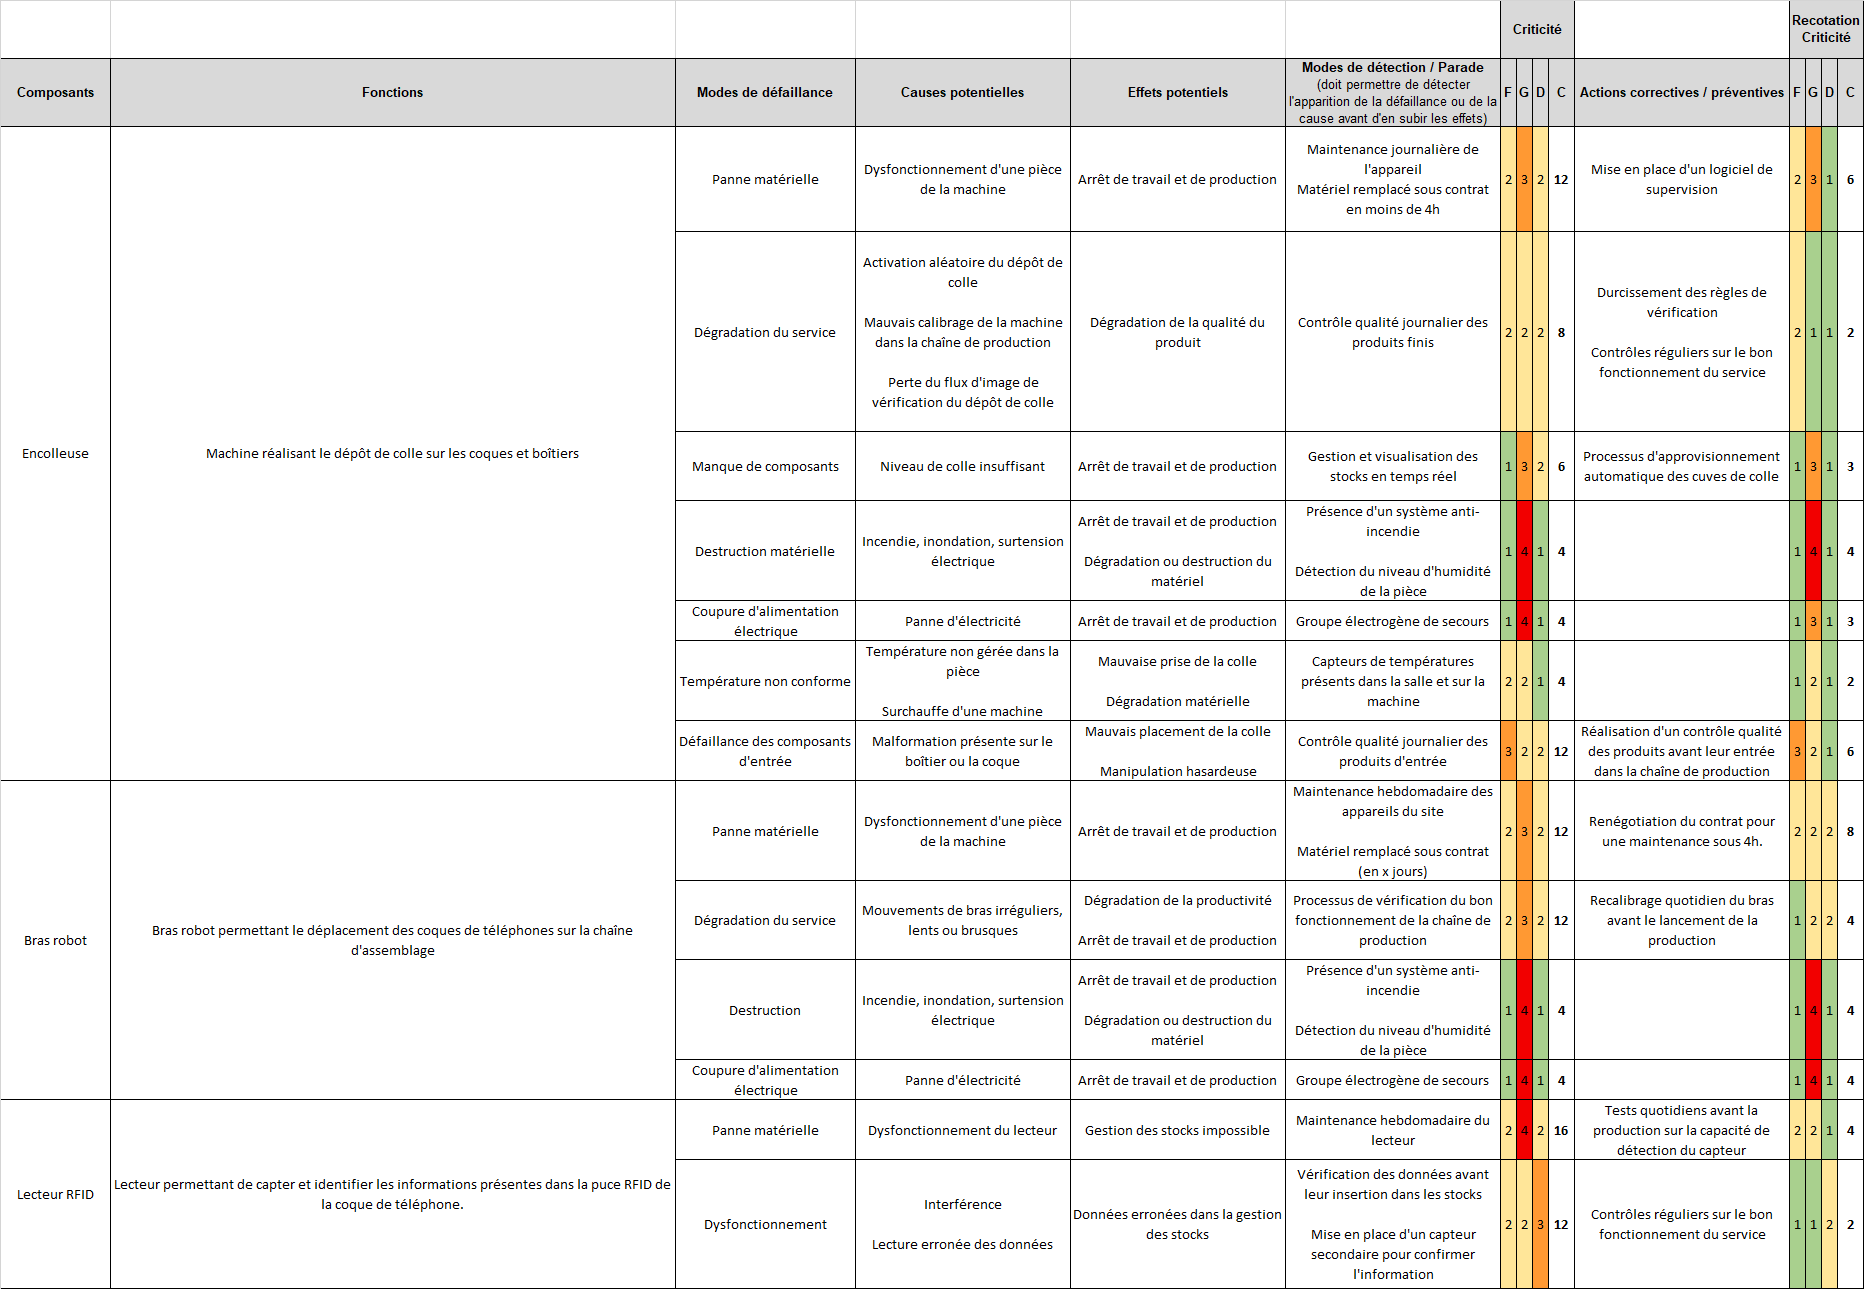 Criticité
Recotation
Criticité
Composants
Fonctions
Modes de défaillance
Causes potentielles
Effets potentiels
Modes de détection / Parade
(doit permettre de détecter
l'apparition de la défaillance ou de la
cause avant d'en subir les effets)
F G D C
Actions correctives / préventives
F G D C
Encolleuse
Machine réalisant le dépôt de colle sur les coques et boîtiers
Panne matérielle
Dysfonctionnement d'une pièce
de la machine
Arrêt de travail et de production
Maintenance journalière de
l'appareil
Matériel remplacé sous contrat
en moins de 4h
2 3 2 12
Mise en place d'un logiciel de
supervision
2 3 1 6
Dégradation du service
Activation aléatoire du dépôt de
colle
Mauvais calibrage de la machine
dans la chaîne de production
Perte du flux d'image de
vérification du dépôt de colle
Dégradation de la qualité du
produit
Contrôle qualité journalier des
produits finis
2 2 2 8
Durcissement des règles de
vérification
Contrôles réguliers sur le bon
fonctionnement du service
2 1 1 2
Manque de composants
Niveau de colle insuffisant
Arrêt de travail et de production
Gestion et visualisation des
stocks en temps réel
1 3 2 6
Processus d'approvisionnement
automatique des cuves de colle
1 3 1 3
Destruction matérielle
Incendie, inondation, surtension
électrique
Arrêt de travail et de production
Dégradation ou destruction du
matériel
Présence d'un système anti-
incendie
Détection du niveau d'humidité
de la pièce
1 4 1 4
1 4 1 4
Coupure d'alimentation
électrique
Panne d'électricité
Arrêt de travail et de production
Groupe électrogène de secours
1 4 1 4
1 3 1 3
Température non conforme
Température non gérée dans la
pièce
Surchauffe d'une machine
Mauvaise prise de la colle
Dégradation matérielle
Capteurs de températures
présents dans la salle et sur la
machine
2 2 1 4
1 2 1 2
Défaillance des composants
d'entrée
Malformation présente sur le
boîtier ou la coque
Mauvais placement de la colle
Manipulation hasardeuse
Contrôle qualité journalier des
produits d'entrée
3 2 2 12
Réalisation d'un contrôle qualité
des produits avant leur entrée
dans la chaîne de production
3 2 1 6
Bras robot
Bras robot permettant le déplacement des coques de téléphones sur la chaîne
d'assemblage
Panne matérielle
Dysfonctionnement d'une pièce
de la machine
Arrêt de travail et de production
Maintenance hebdomadaire des
appareils du site
Matériel remplacé sous contrat
(en x jours)
2 3 2 12
Renégotiation du contrat pour
une maintenance sous 4h.
2 2 2 8
Dégradation du service
Mouvements de bras irréguliers,
lents ou brusques
Dégradation de la productivité
Arrêt de travail et de production
Processus de vérification du bon
fonctionnement de la chaîne de
production
2 3 2 12
Recalibrage quotidien du bras
avant le lancement de la
production
1 2 2 4
Destruction
Incendie, inondation, surtension
électrique
Arrêt de travail et de production
Dégradation ou destruction du
matériel
Présence d'un système anti-
incendie
Détection du niveau d'humidité
de la pièce
1 4 1 4
1 4 1 4
Coupure d'alimentation
électrique
Panne d'électricité
Arrêt de travail et de production
Groupe électrogène de secours
1 4 1 4
1 4 1 4
Lecteur RFID
Lecteur permettant de capter et identifier les informations présentes dans la puce RFID de
la coque de téléphone.
Panne matérielle
Dysfonctionnement du lecteur
Gestion des stocks impossible
Maintenance hebdomadaire du
lecteur
2 4 2 16
Tests quotidiens avant la
production sur la capacité de
détection du capteur
2 2 1 4
Dysfonctionnement
Interférence
Lecture erronée des données
Données erronées dans la gestion
des stocks
Vérification des données avant
leur insertion dans les stocks
Mise en place d'un capteur
secondaire pour confirmer
l'information
2 2 3 12
Contrôles réguliers sur le bon
fonctionnement du service
1 1 2 2